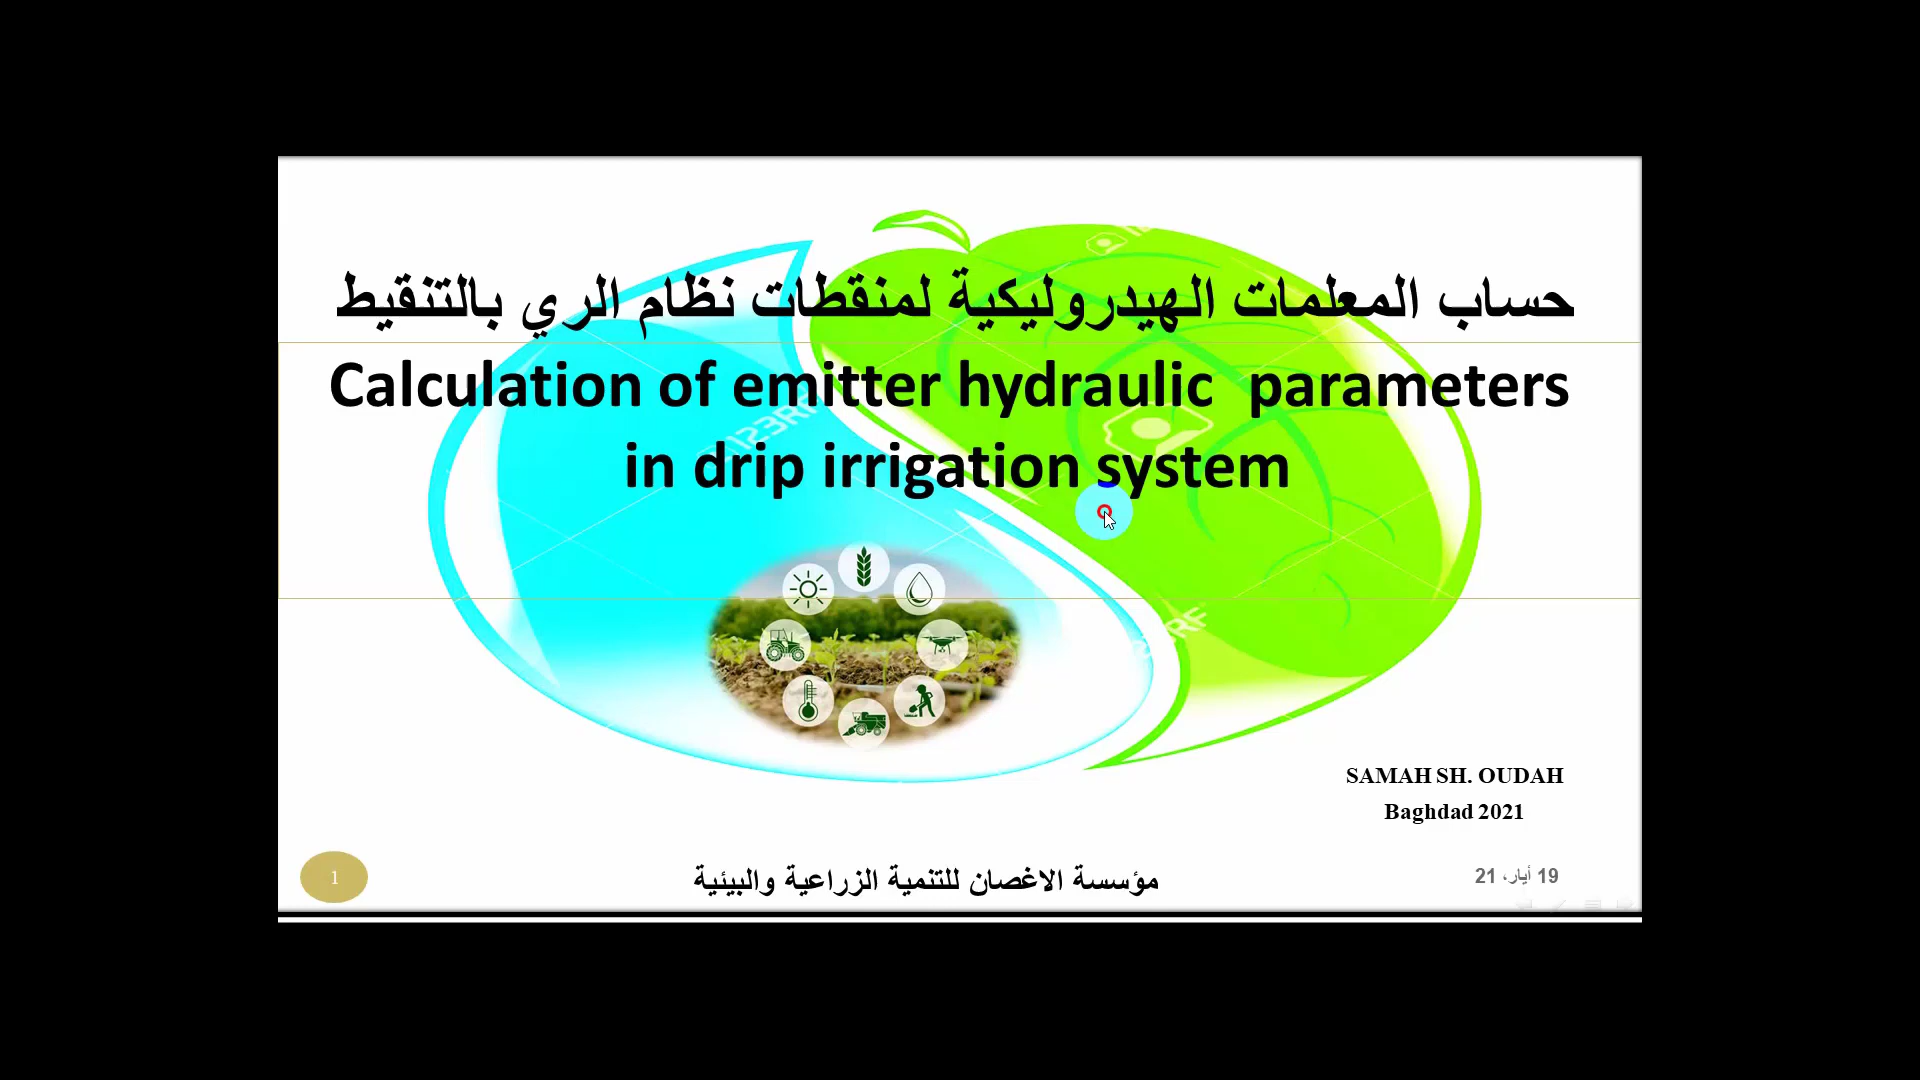 حساب المعلمات الهيدروليكية لمنقطات نظام الري بالتنقيط
Calculation of emitter hydraulic parameters
in drip irrigation system
123RF
SAMAH SH. OUDAH
Baghdad 2021
1
مؤسسة الاغصان للتنمية الزراعية والبيئية
19 أيار، 21